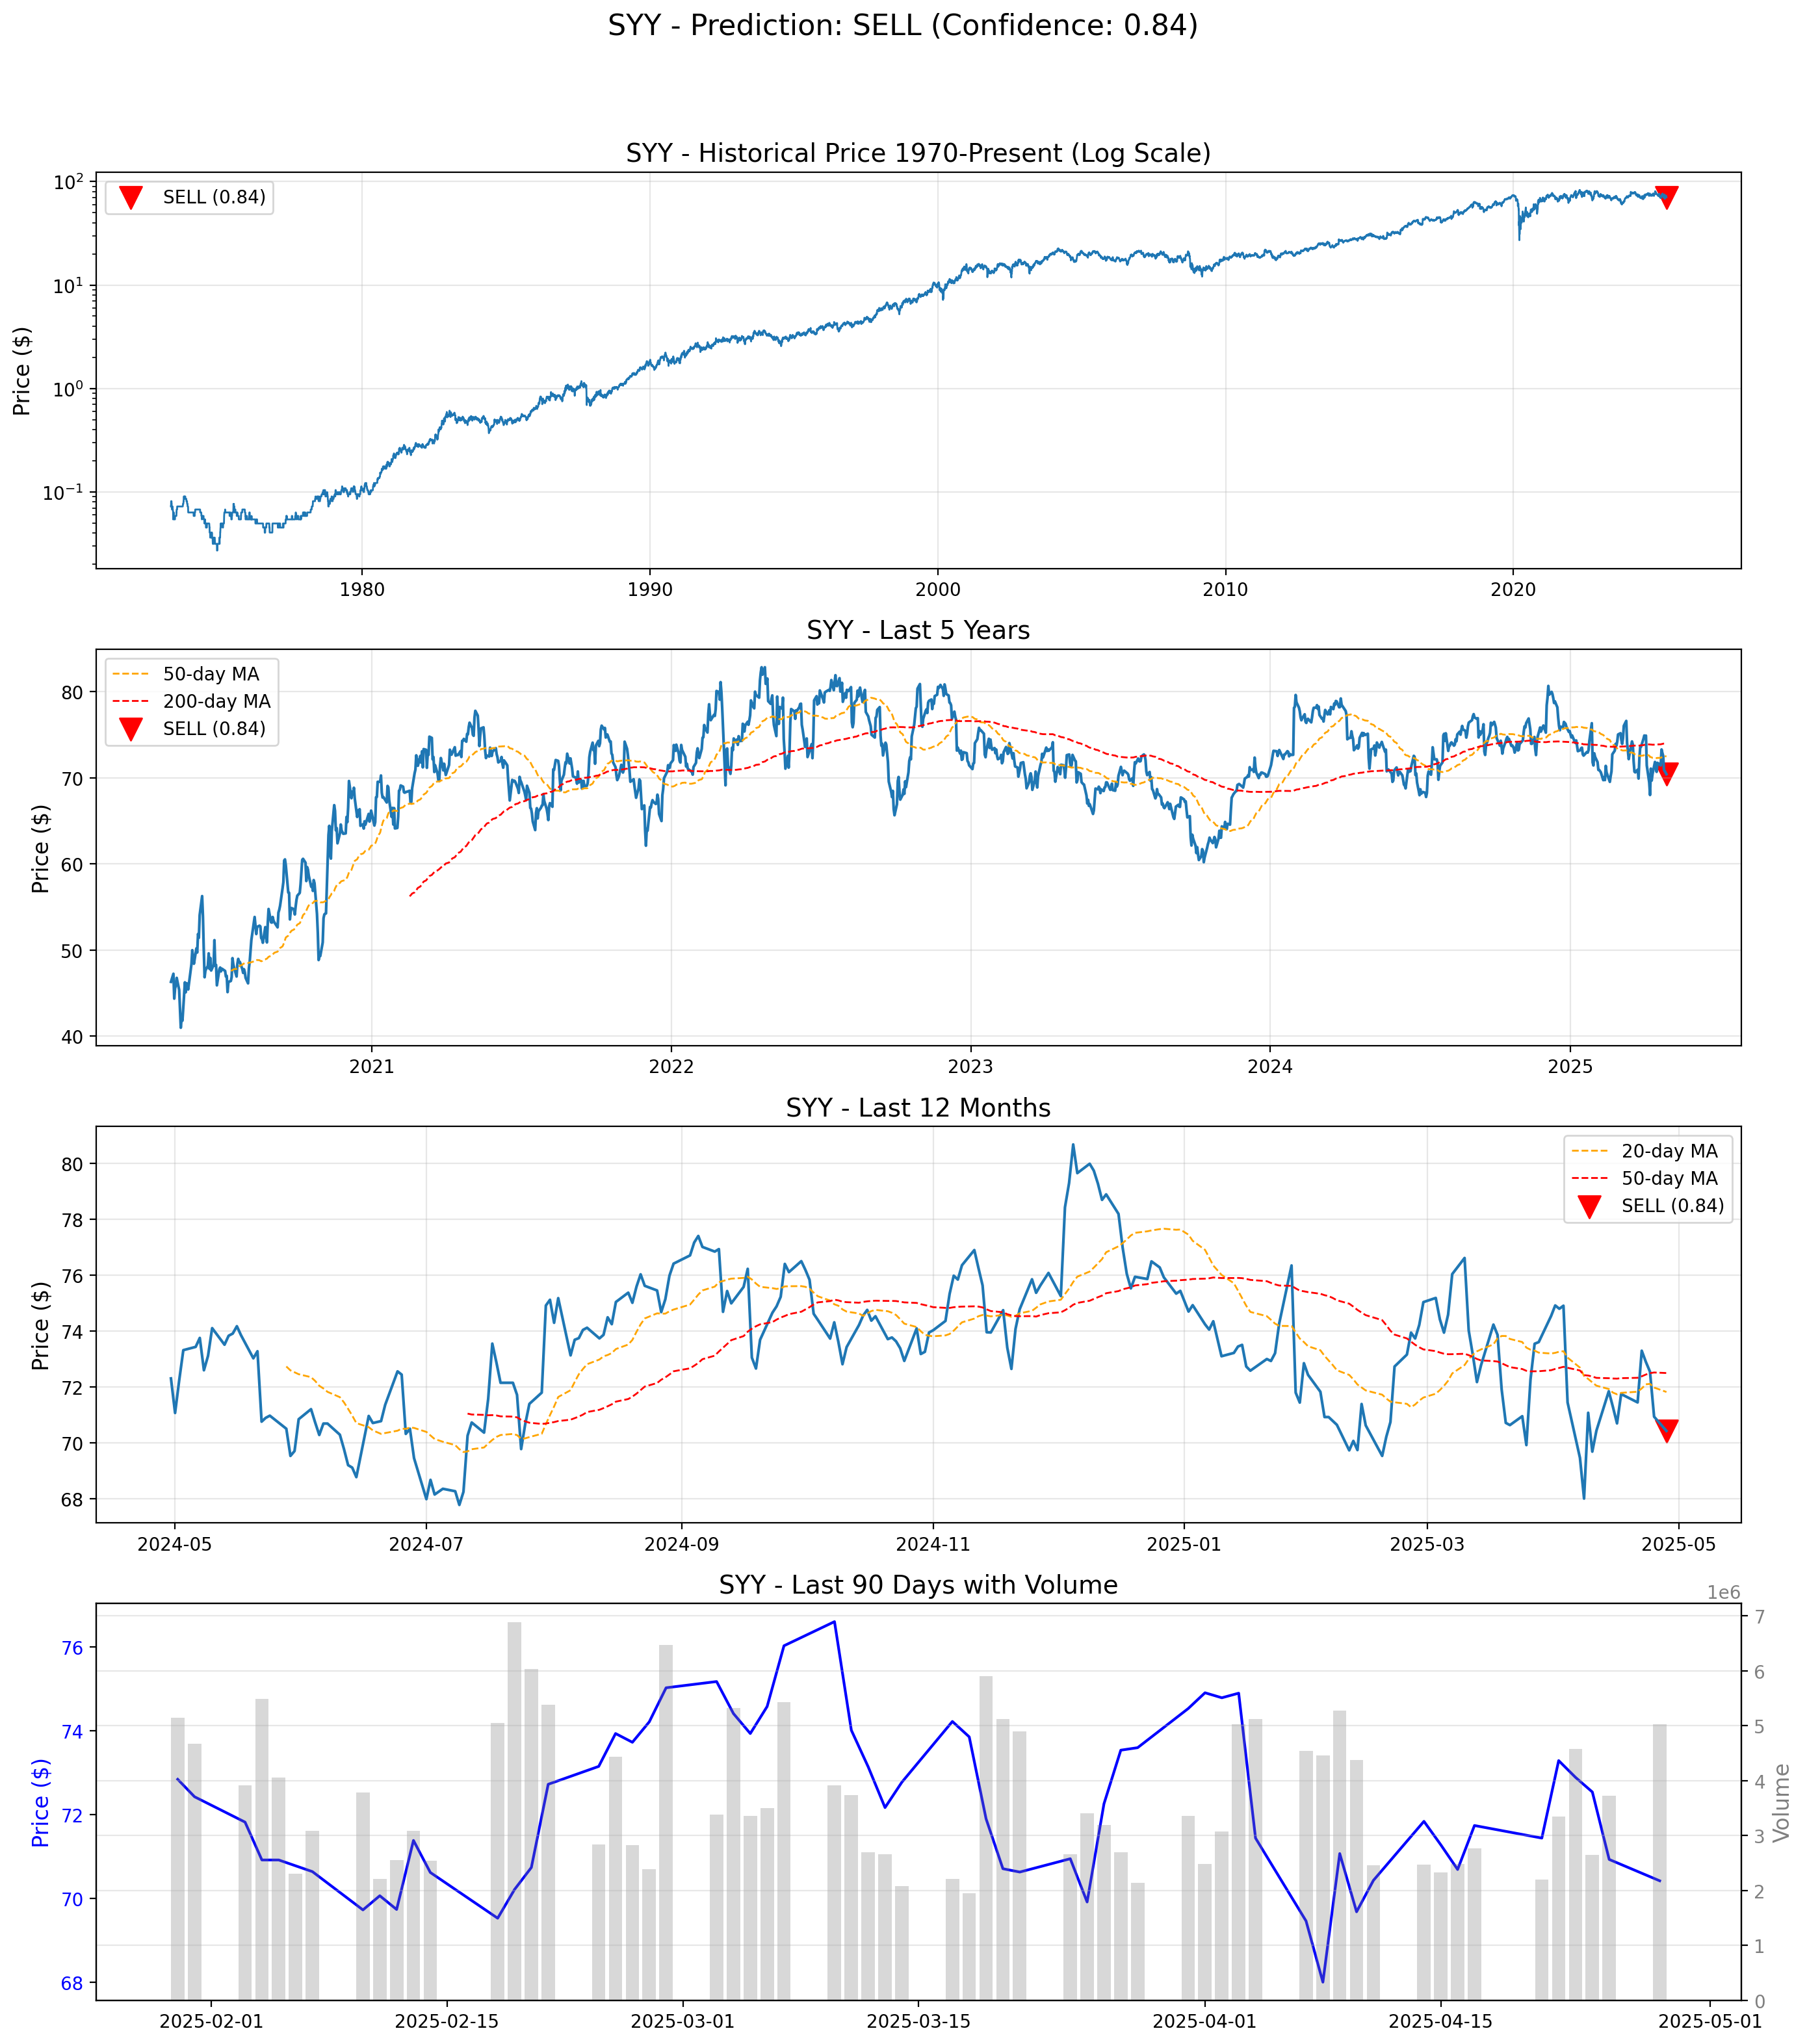 SYY - Prediction: SELL (Confidence: 0.84)
SYY - Historical Price 1970-Present (Log Scale)
SELL (0.84)
Price ($)
10²
10¹
10⁰
10⁻¹
1980 1990 2000 2010 2020
SYY - Last 5 Years
50-day MA
200-day MA
SELL (0.84)
Price ($)
80
70
60
50
40
2021 2022 2023 2024 2025
SYY - Last 12 Months
20-day MA
50-day MA
SELL (0.84)
Price ($)
80
78
76
74
72
70
68
2024-05 2024-07 2024-09 2024-11 2025-01 2025-03 2025-05
SYY - Last 90 Days with Volume
1e6
Price ($)
76
74
72
70
68
7
6
5
4
3
2
1
0
Volume
2025-02-01 2025-02-15 2025-03-01 2025-03-15 2025-04-01 2025-04-15 2025-05-01